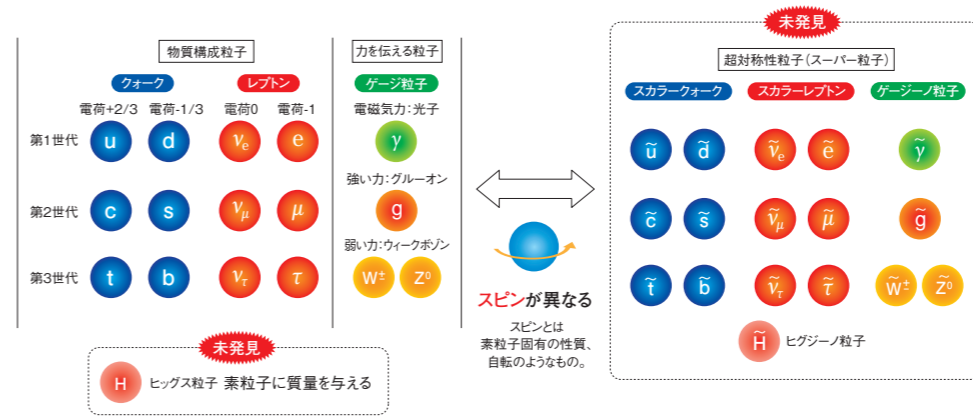 物質構成粒子
クォーク
レプトン
電荷+2/3 電荷-1/3 電荷0 電荷-1
第1世代 u d νe e
第2世代 c s νμ μ
第3世代 t b ντ τ
力を伝える粒子
ゲージ粒子
電磁気力:光子
γ
強い力:グルーオン
g
弱い力:ウィークボゾン
W± Z0
未発見
H ヒッグス粒子 素粒子に質量を与える
スピンが異なる
スピンとは
素粒子固有の性質、
自転のようなもの。
未発見
超対称性粒子(スーパー粒子)
スカラークォーク スカラーレプトン ゲージーノ粒子
ũ d̃ ν̃e ẽ γ̃
c̃ s̃ ν̃μ μ̃ g̃
t̃ b̃ ν̃τ τ̃ W̃± Z̃0
H̃ ヒグジーノ粒子